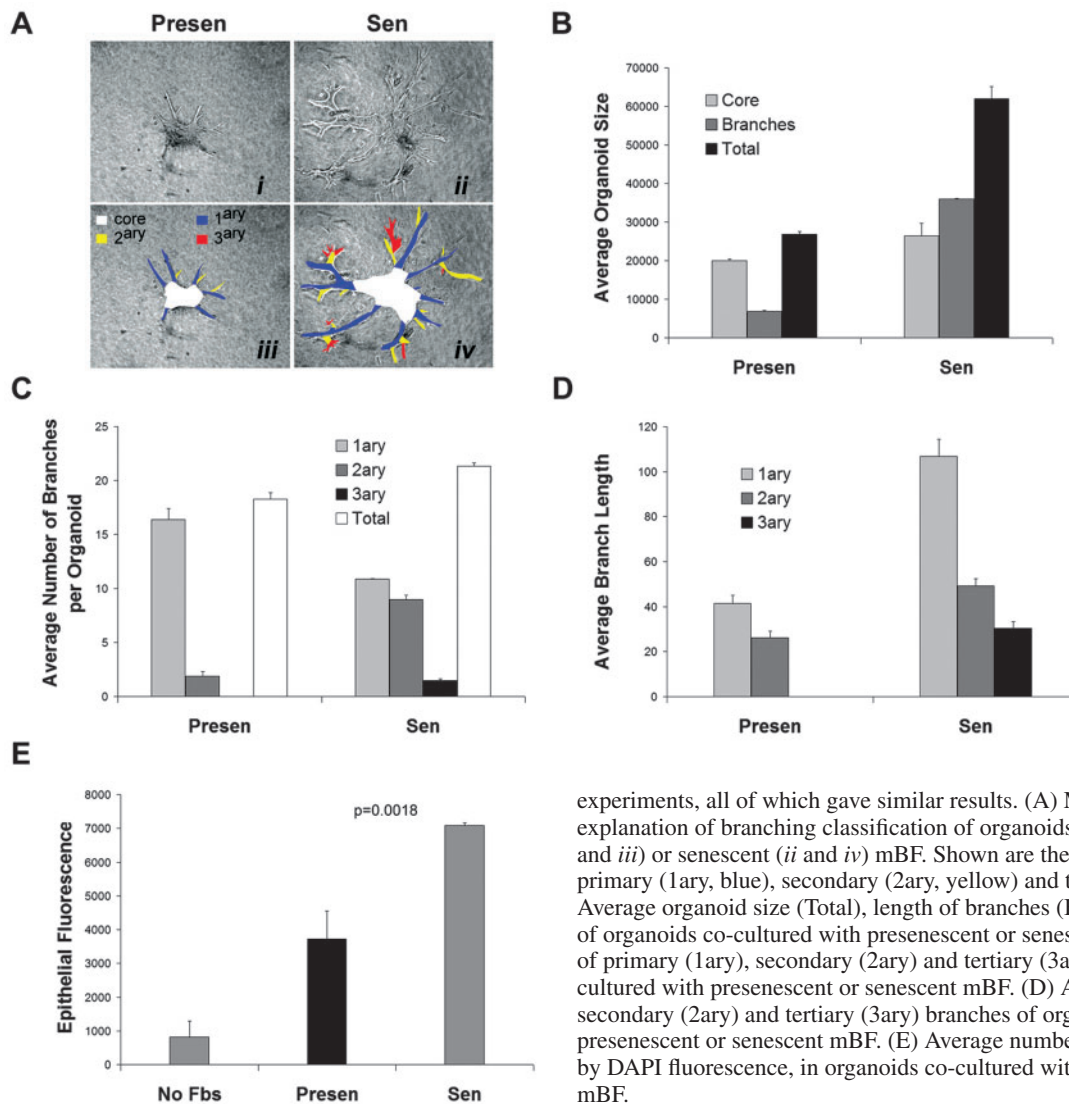 A
Presen
Sen
i
ii
core
1ary
2ary
3ary
iii
iv
B
Average Organoid Size
70000
60000
50000
40000
30000
20000
10000
0
Core
Branches
Total
Presen
Sen
C
Average Number of Branches
per Organoid
25
20
15
10
5
0
1ary
2ary
3ary
Total
Presen
Sen
D
Average Branch Length
120
100
80
60
40
20
0
1ary
2ary
3ary
Presen
Sen
E
Epithelial Fluorescence
8000
7000
6000
5000
4000
3000
2000
1000
0
p=0.0018
No Fbs
Presen
Sen
experiments, all of which gave similar results. (A)
explanation of branching classification of organoids
and iii) or senescent (ii and iv) mBF. Shown are the
primary (1ary, blue), secondary (2ary, yellow) and
Average organoid size (Total), length of branches
of organoids co-cultured with presenescent or
of primary (1ary), secondary (2ary) and tertiary
cultured with presenescent or senescent mBF. (D)
secondary (2ary) and tertiary (3ary) branches of
presenescent or senescent mBF. (E) Average
by DAPI fluorescence, in organoids co-cultured
mBF.